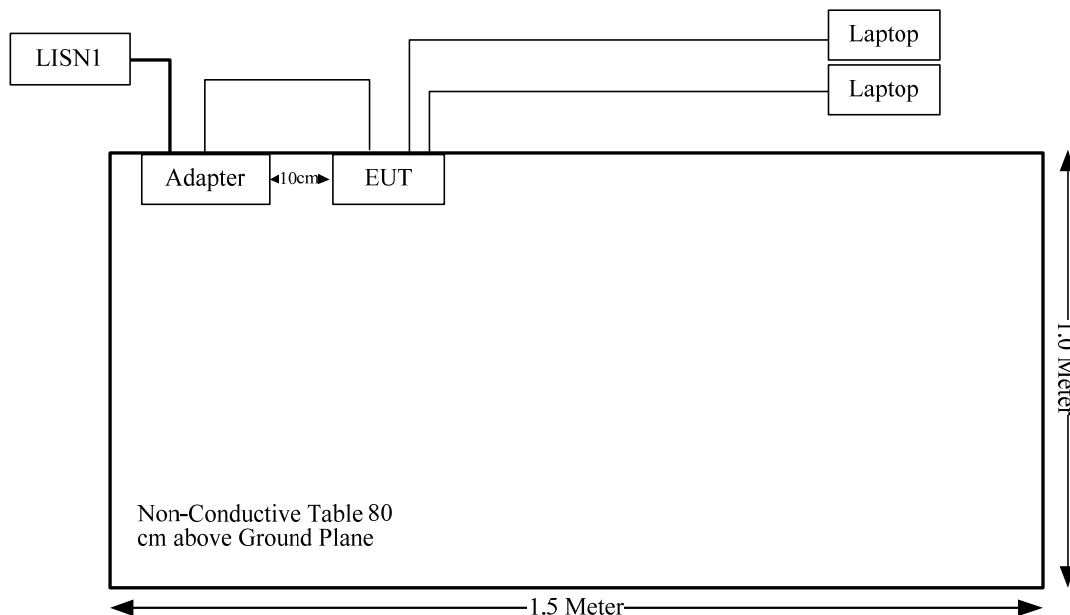 Laptop
LISN1
Laptop
Adapter
10cm
EUT
1.0 Meter
Non-Conductive Table 80
cm above Ground Plane
1.5 Meter